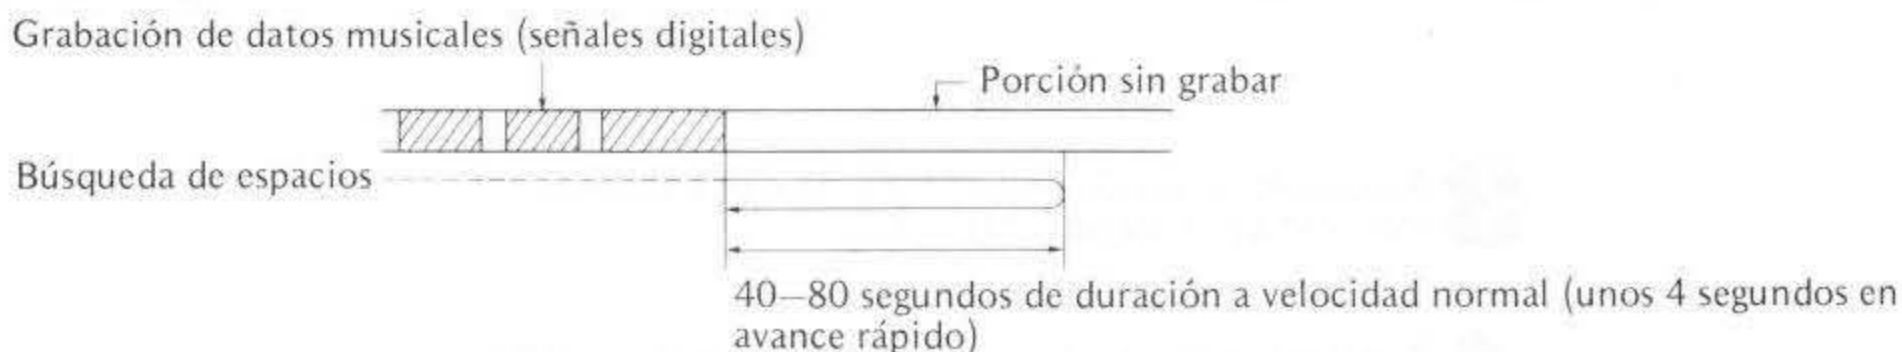 Grabación de datos musicales (señales digitales)
Porción sin grabar
Búsqueda de espacios
40—80 segundos de duración a velocidad normal (unos 4 segundos en
avance rápido)